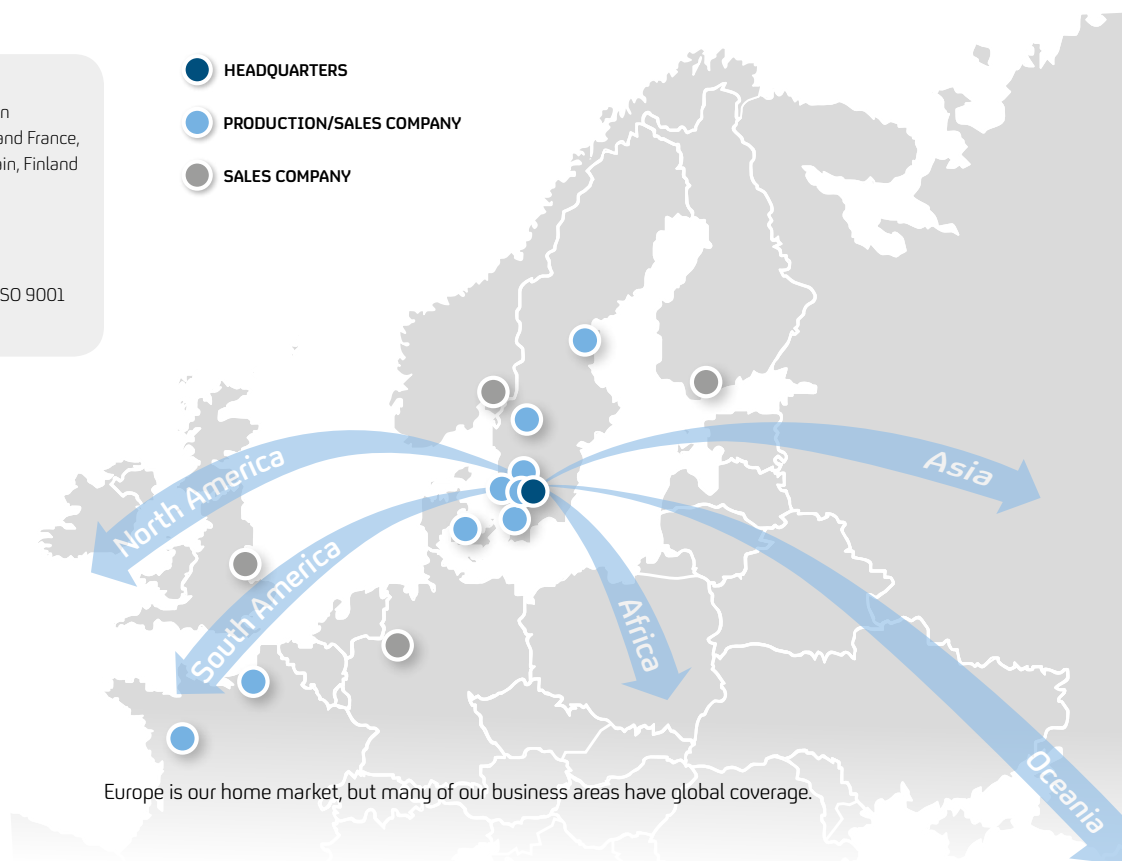 HEADQUARTERS
PRODUCTION/SALES COMPANY
SALES COMPANY
n
and France,
ain, Finland
SO 9001
North America
South America
Africa
Asia
Oceania
Europe is our home market, but many of our business areas have global coverage.